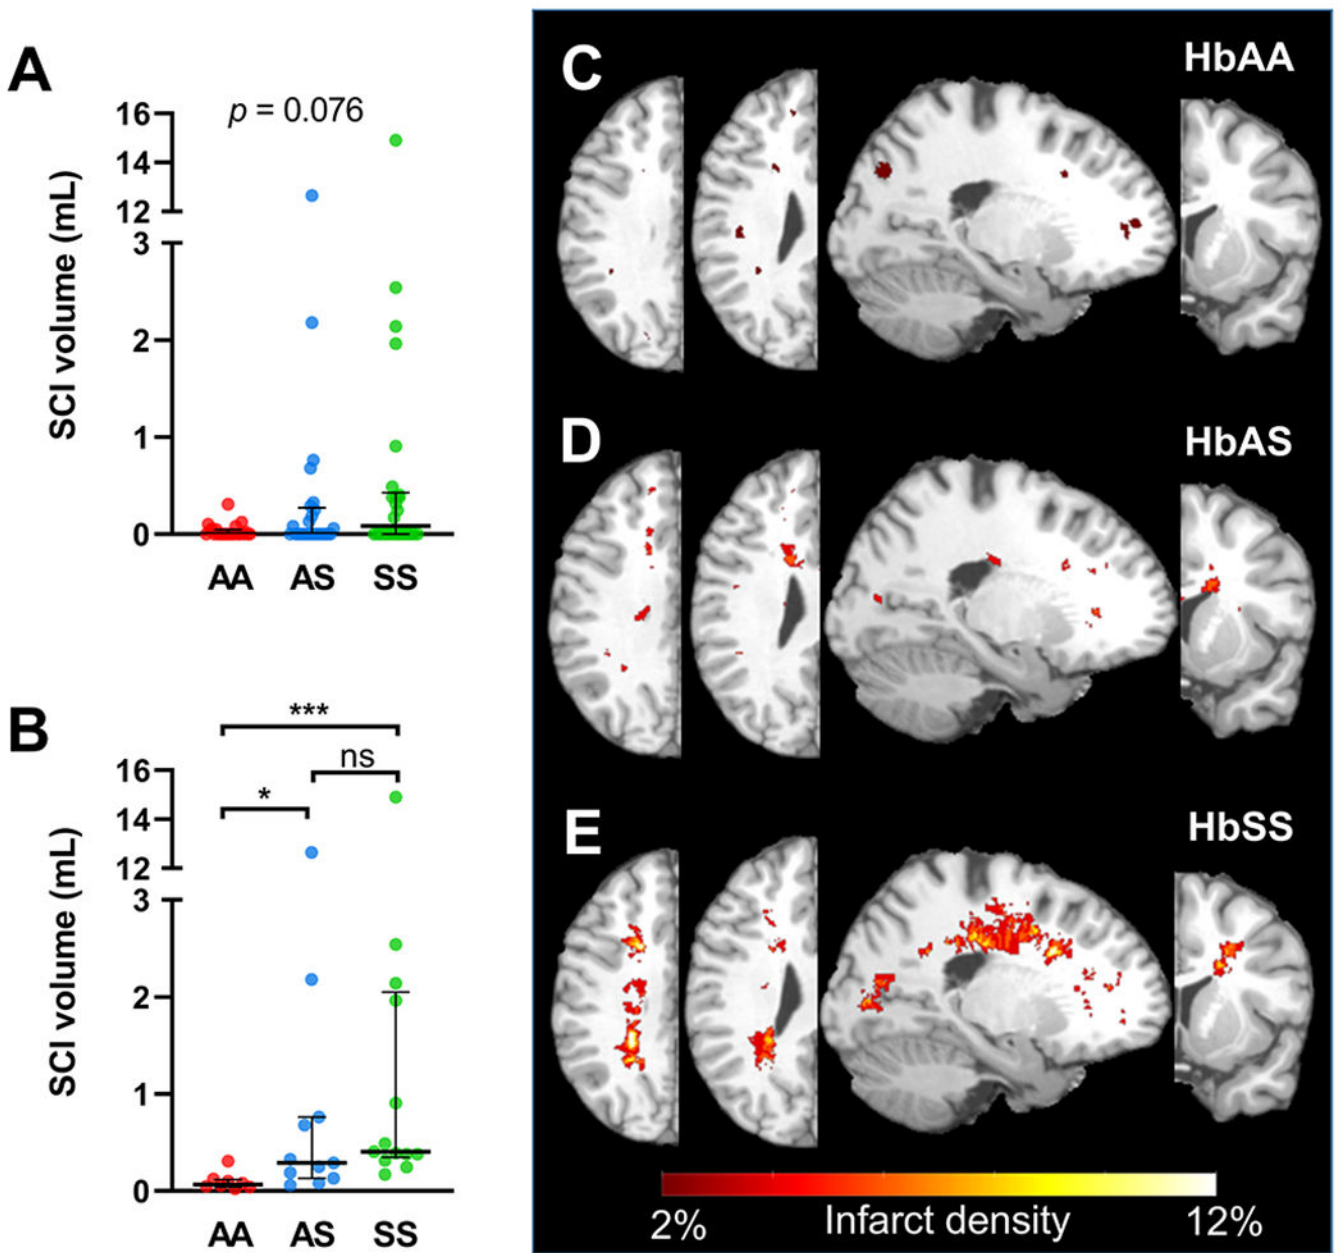 A
p = 0.076
SCI volume (mL)
16
14
12
3
2
1
0
AA AS SS
B
***
ns
*
SCI volume (mL)
16
14
12
3
2
1
0
AA AS SS
C
HbAA
D
HbAS
E
HbSS
2% Infarct density 12%